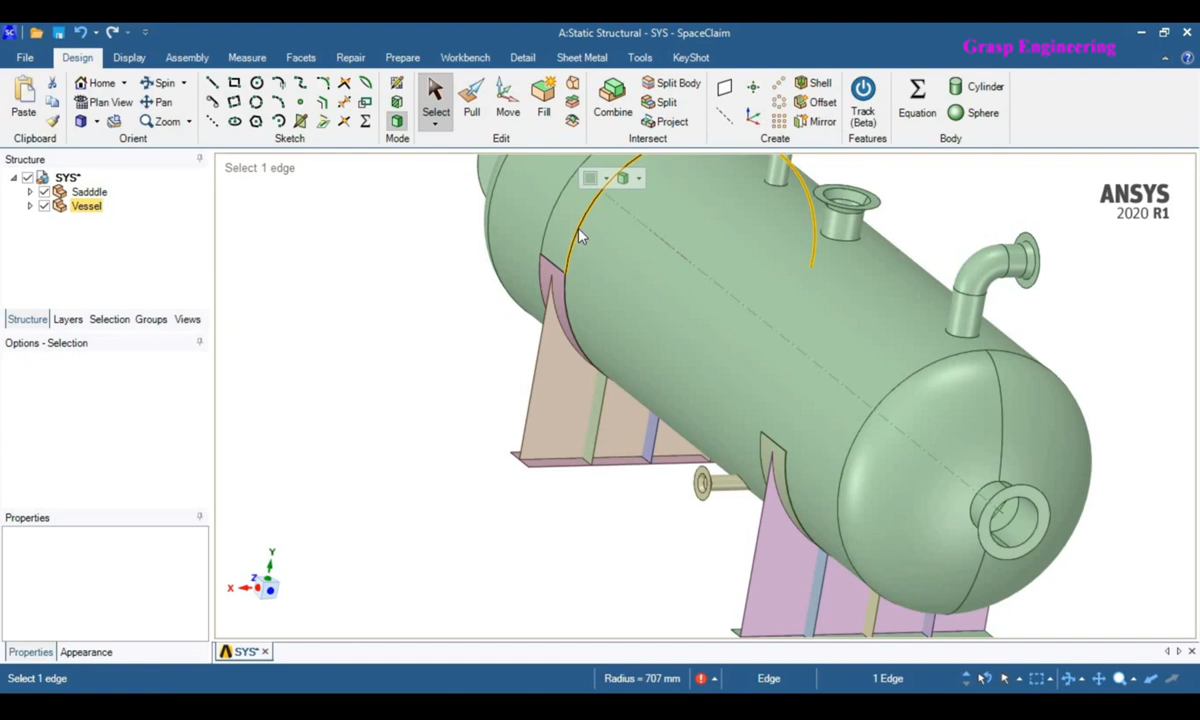 A:Static Structural - SYS - SpaceClaim
Grasp Engineering
File Design Display Assembly Measure Facets Repair Prepare Workbench Detail Sheet Metal Tools KeyShot
Home Spin Shell Cylinder
Split Body
Paste Plan View Pan Select Pull Move Fill Combine Split Offset Track (Beta) Equation Sphere
Zoom Project Mirror
Clipboard Orient Sketch Mode Edit Intersect Create Features Body
Structure
Select 1 edge
SYS*
Sadddle
Vessel
ANSYS
2020 R1
Structure Layers Selection Groups Views
Options - Selection
Properties
Y
Z
X
Properties Appearance
SYS*
Select 1 edge Radius = 707 mm Edge 1 Edge